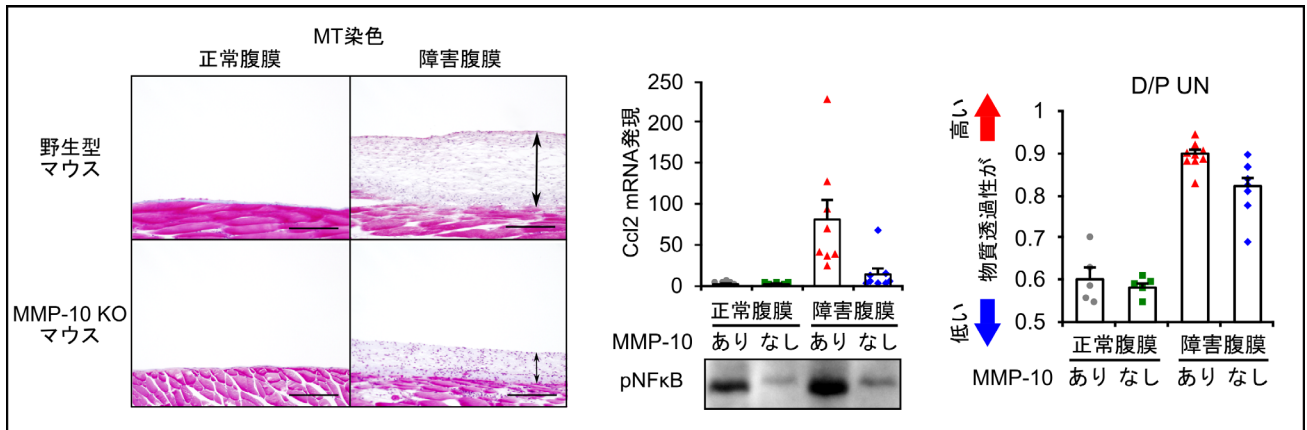 MT染色
正常腹膜
障害腹膜
野生型
マウス
MMP-10 KO
マウス
Ccl2 mRNA発現
250
200
150
100
50
0
正常腹膜 障害腹膜
MMP-10 あり なし あり なし
pNFκB
D/P UN
高い
物質透過性が
低い
1
0.9
0.8
0.7
0.6
0.5
正常腹膜 障害腹膜
MMP-10 あり なし あり なし